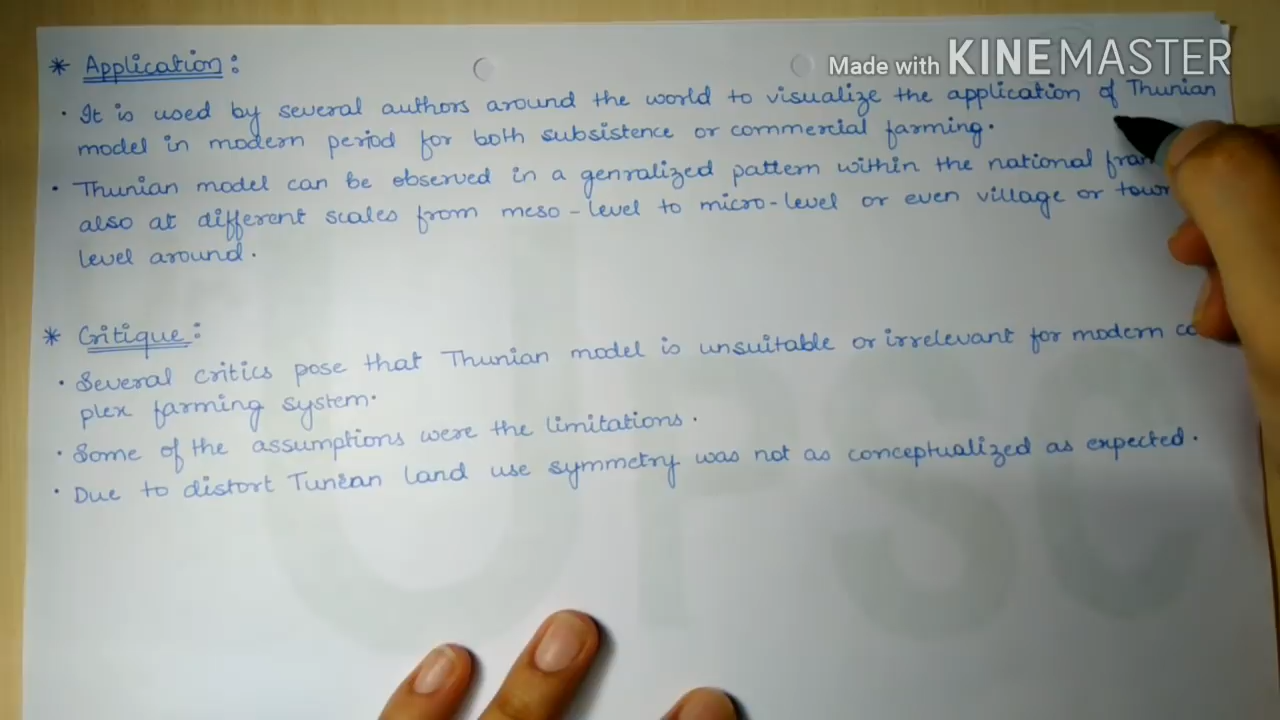 Made with KINEMASTER
* Application :
· It is used by several authors around the world to visualize the application of Thunian
model in modern period for both subsistence or commercial farming.
· Thunian model can be observed in a genralized pattern within the national fram
also at different scales from meso-level to micro-level or even village or town
level around.
* Critique :
· Several critics pose that Thunian model is unsuitable or irrelevant for modern co
plex farming system.
· Some of the assumptions were the limitations.
· Due to distort Tunian land use symmetry was not as conceptualized as expected.
UPSC